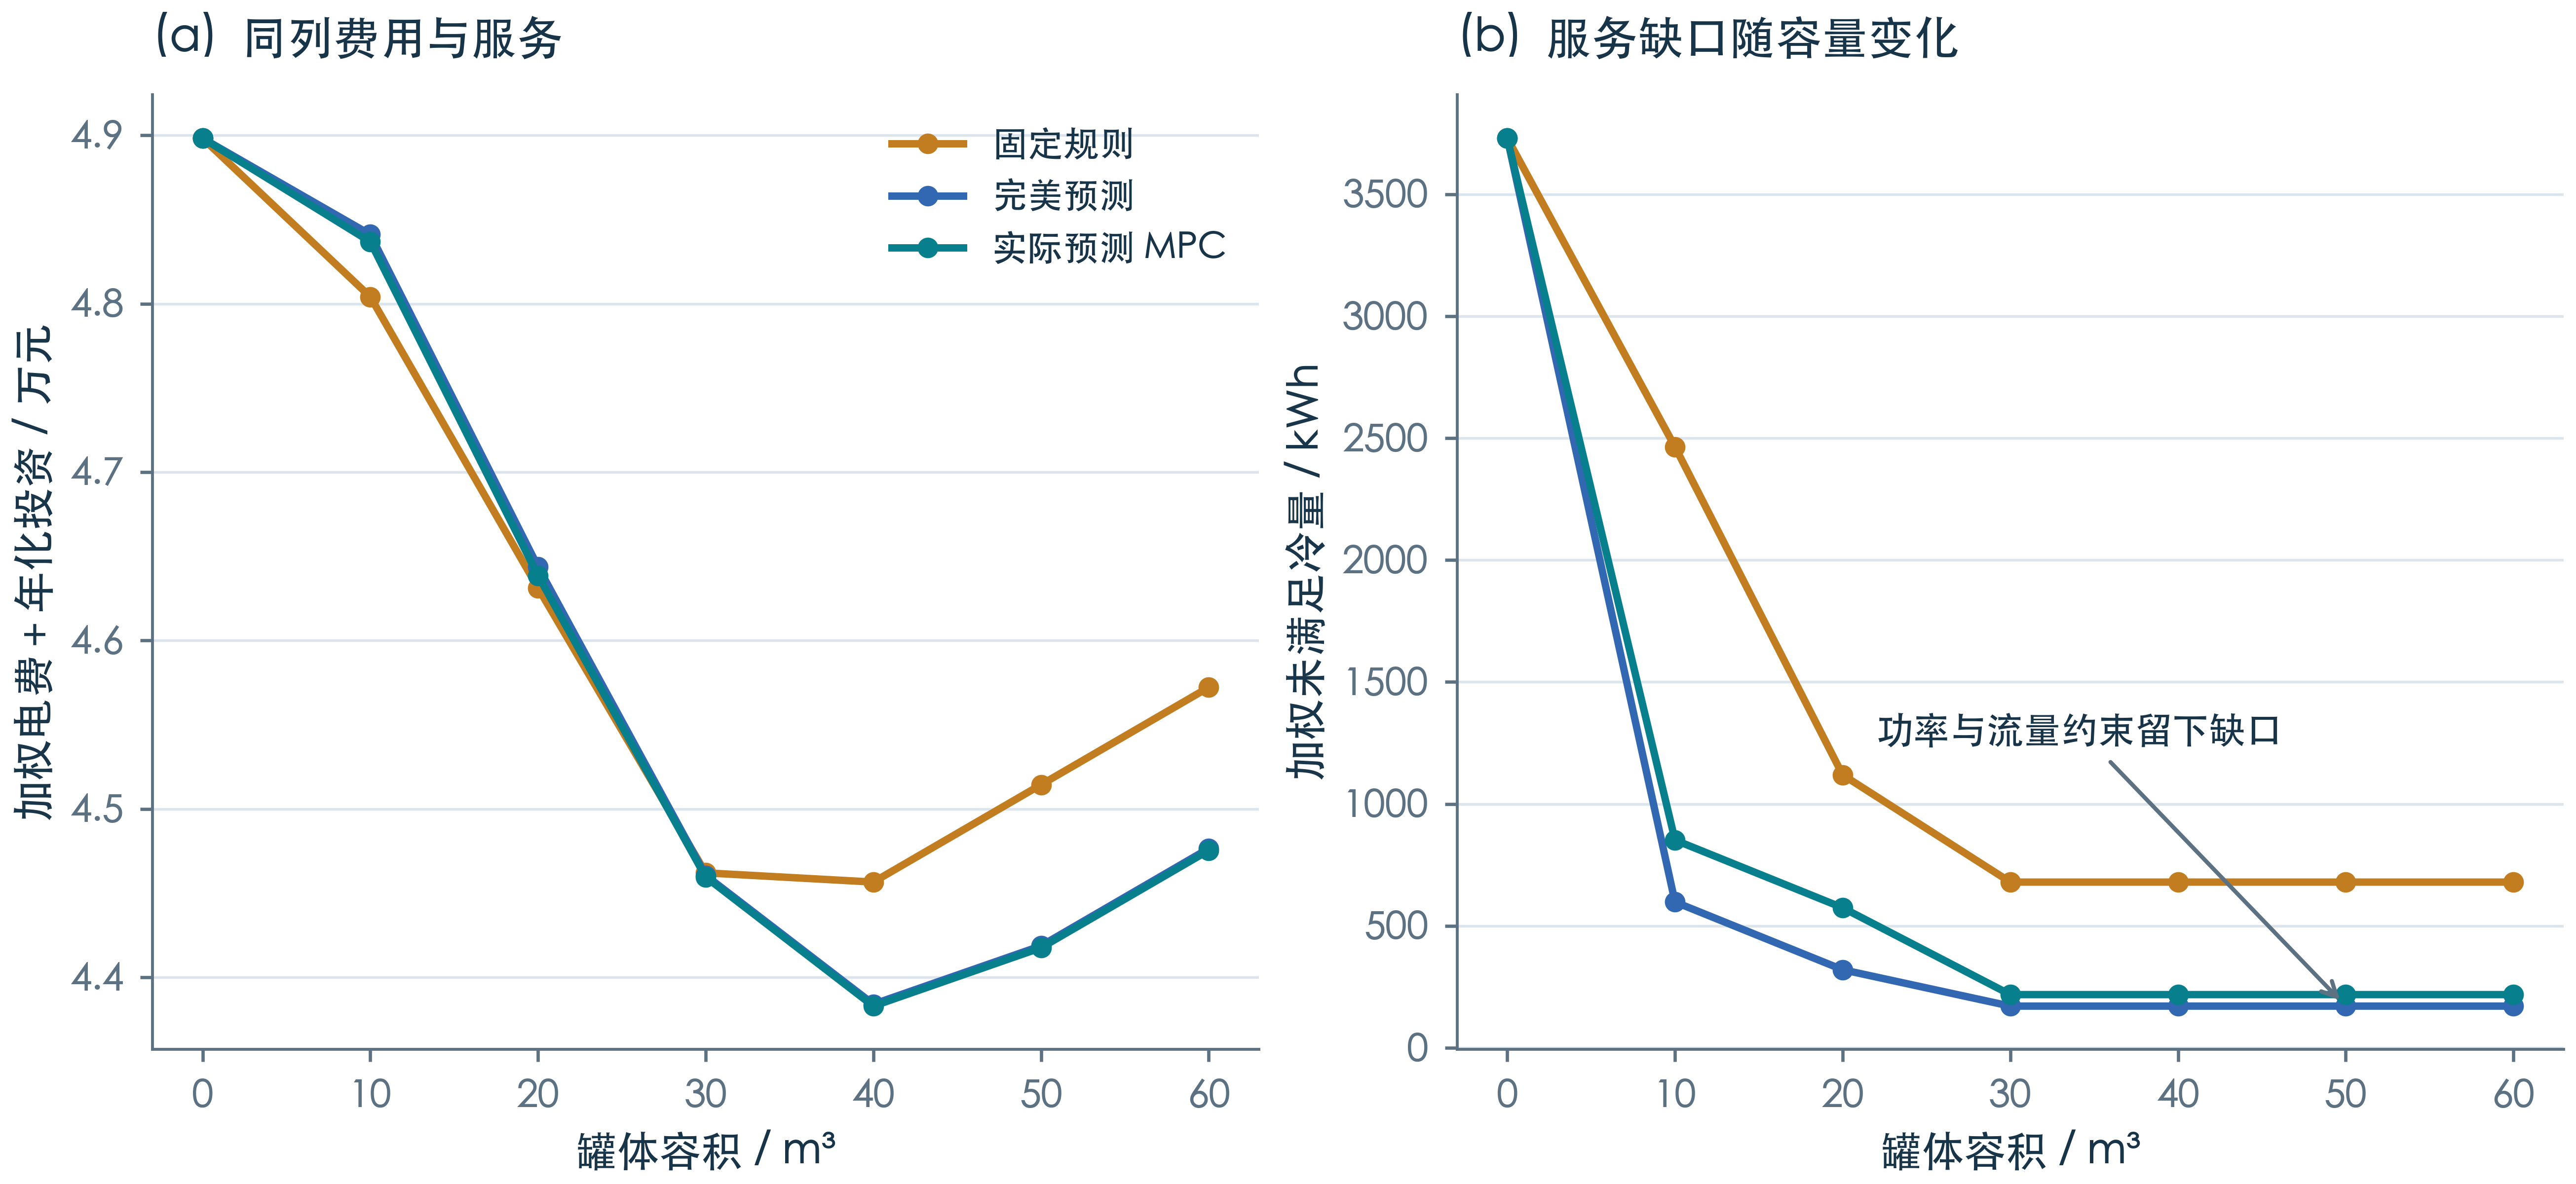 (a) 同列费用与服务
4.9
4.8
4.7
4.6
4.5
4.4
加权电费 + 年化投资 / 万元
固定规则
完美预测
实际预测 MPC
0 10 20 30 40 50 60
罐体容积 / m³
(b) 服务缺口随容量变化
3500
3000
2500
2000
1500
1000
500
0
加权未满足冷量 / kWh
功率与流量约束留下缺口
0 10 20 30 40 50 60
罐体容积 / m³